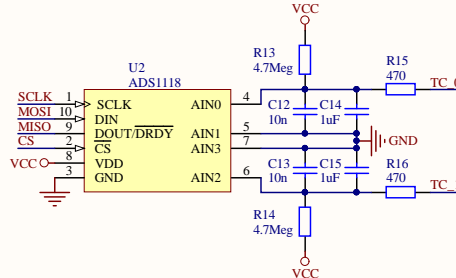 VCC
R13
4.7Meg
R15
470
TC_
U2
ADS1118
SCLK 1 SCLK AIN0 4
MOSI 10 DIN C12 C14
10n 1uF
MISO 9 DOUT/DRDY AIN1 5
CS 2 CS AIN3 7 GND
VCC 8 VDD C13 C15 R16
10n 1uF 470
3 GND AIN2 6 TC_
R14
4.7Meg
VCC